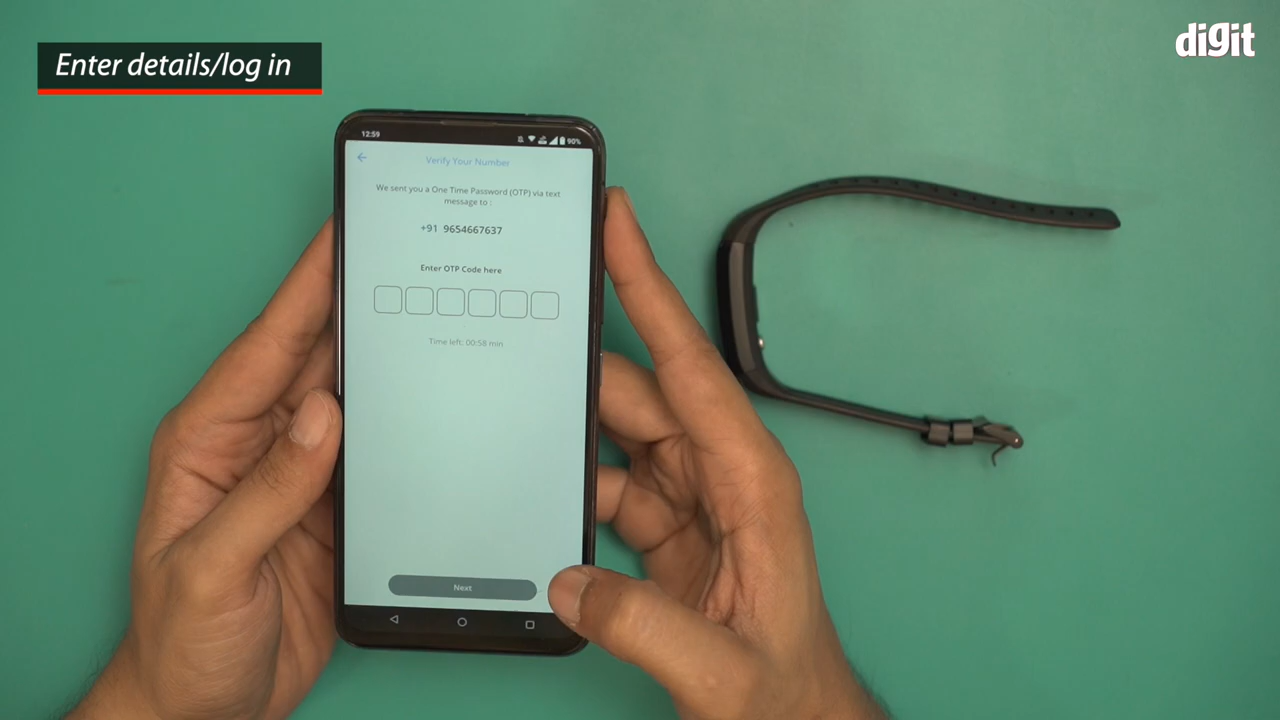 Enter details/log in
digit
12:59
90%
Verify Your Number
We sent you a One Time Password (OTP) via text
message to :
+91 9654667637
Enter OTP Code here
Time left: 00:58 min
Next